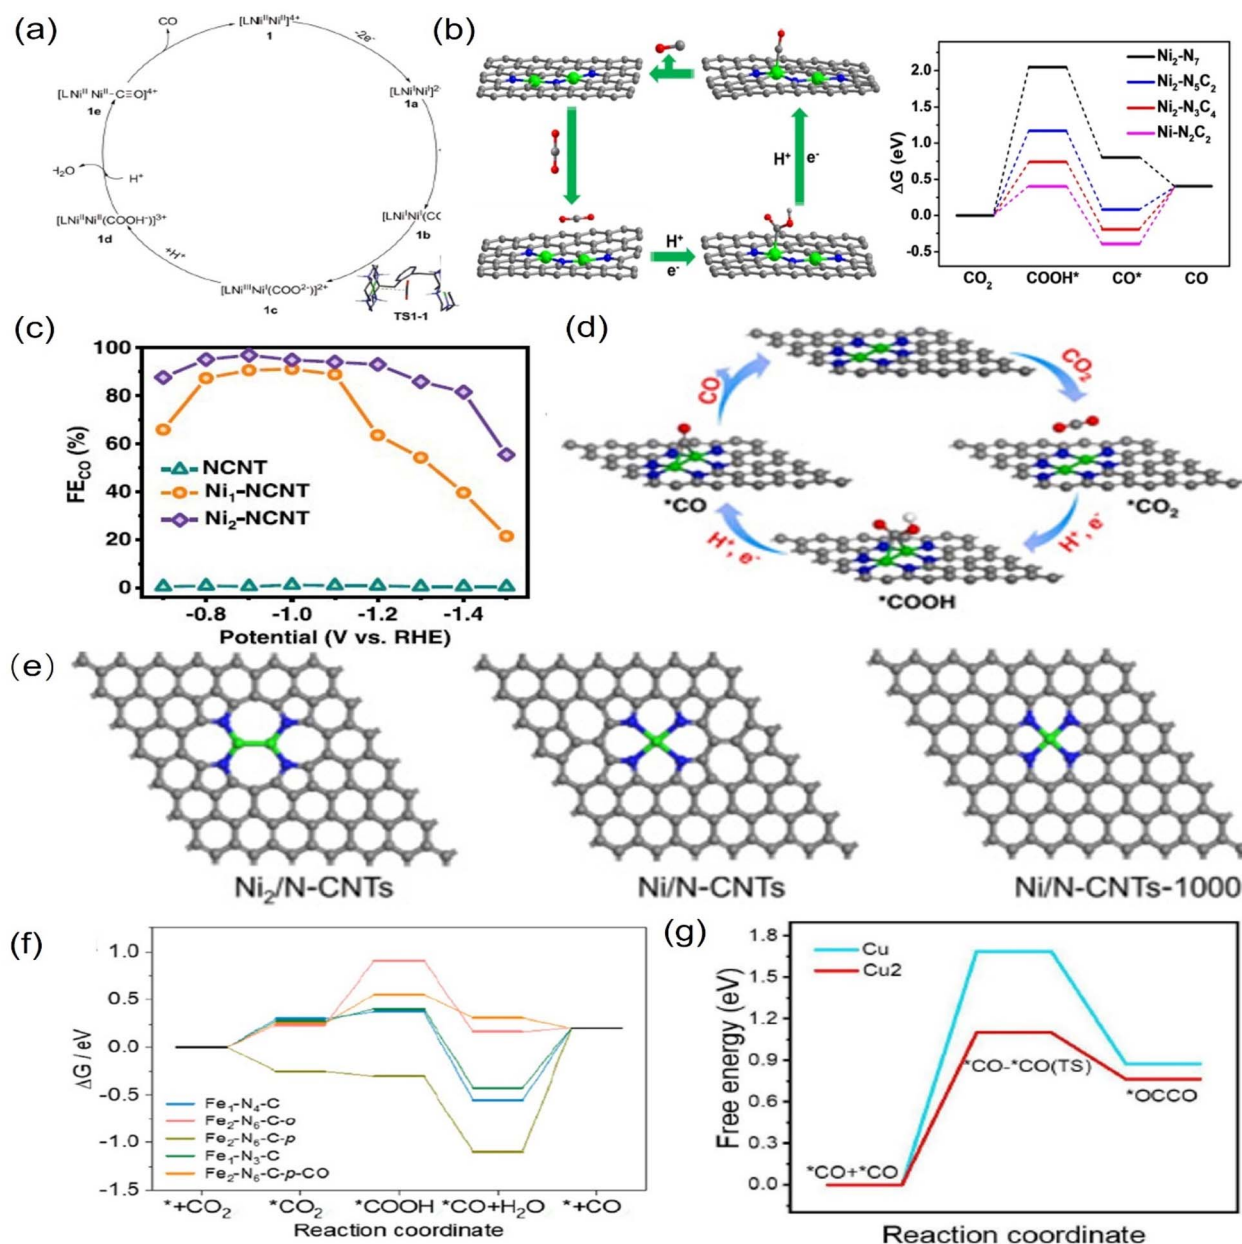 (a)
CO
[LNiᴵᴵNiᴵᴵ]⁴⁺
1
-2e⁻
[LNiᴵNiᴵ]²
1a
[LNiᴵNiᴵ(CC
1b
[LNiᴵᴵᴵNiᴵ(COO²⁻)]²⁺
1c
TS1-1
+H⁺
[LNiᴵᴵNiᴵᴵ(COOH⁻)]³⁺
1d
H⁺
H₂O
[LNiᴵᴵ Niᴵᴵ−C≡O]⁴⁺
1e
(b)
H⁺
e⁻
H⁺ e⁻
Ni₂-N₇
Ni₂-N₅C₂
Ni₂-N₃C₄
Ni-N₂C₂
ΔG (eV)
2.0
1.5
1.0
0.5
0.0
-0.5
CO₂ COOH* CO* CO
(c)
FE_CO (%)
100
80
60
40
20
0
NCNT
Ni₁-NCNT
Ni₂-NCNT
-0.8 -1.0 -1.2 -1.4
Potential (V vs. RHE)
(d)
CO
CO₂
*CO
*CO₂
H⁺, e⁻
H⁺, e⁻
*COOH
(e)
Ni₂/N-CNTs
Ni/N-CNTs
Ni/N-CNTs-1000
(f)
ΔG / eV
1.0
0.5
0.0
-0.5
-1.0
-1.5
Fe₁-N₄-C
Fe₂-N₆-C-o
Fe₂-N₆-C-p
Fe₁-N₃-C
Fe₂-N₆-C-p-CO
*+CO₂ *CO₂ *COOH *CO+H₂O *+CO
Reaction coordinate
(g)
Free energy (eV)
1.8
1.5
1.2
0.9
0.6
0.3
0.0
Cu
Cu2
*CO+*CO
*CO-*CO(TS)
*OCCO
Reaction coordinate